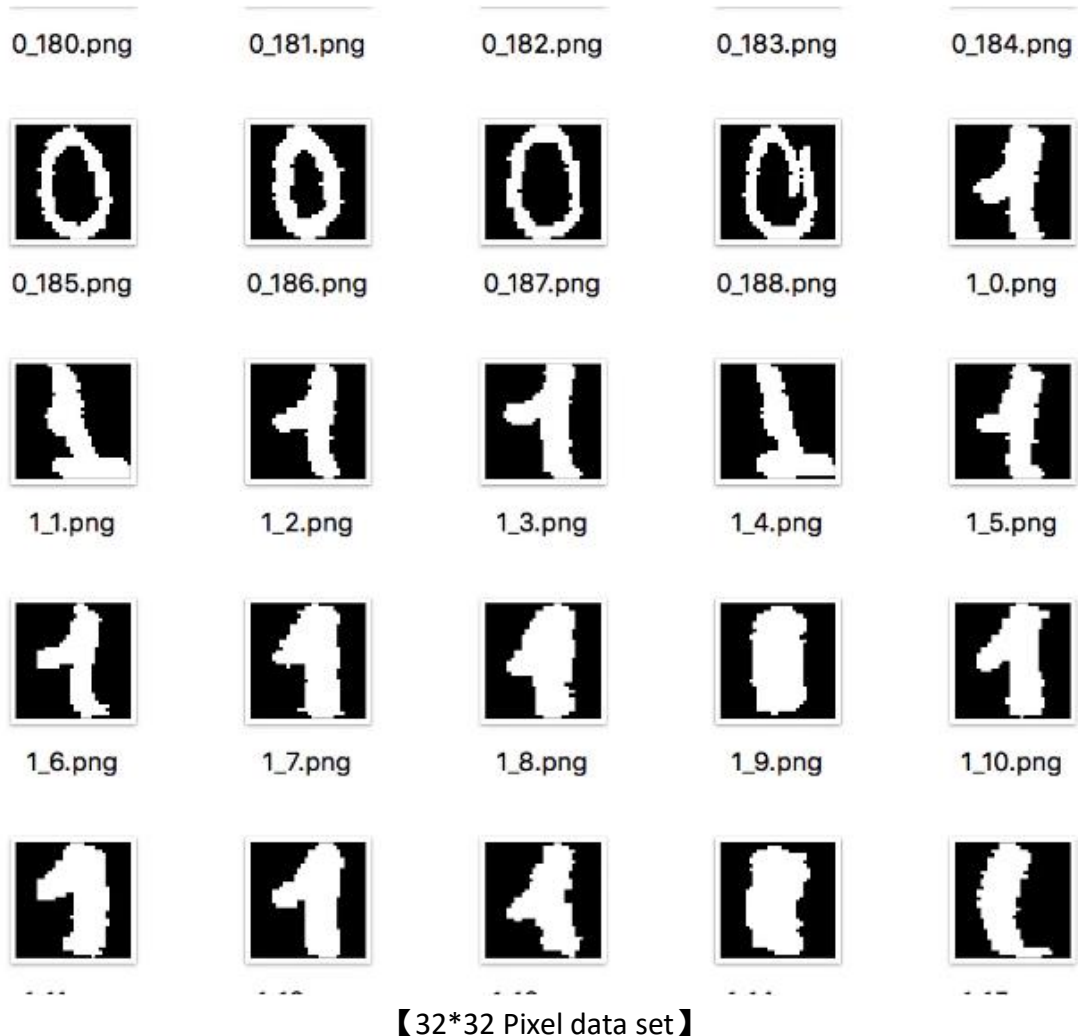 0_180.png 0_181.png 0_182.png 0_183.png 0_184.png
0_185.png 0_186.png 0_187.png 0_188.png 1_0.png
1_1.png 1_2.png 1_3.png 1_4.png 1_5.png
1_6.png 1_7.png 1_8.png 1_9.png 1_10.png
【32*32 Pixel data set】